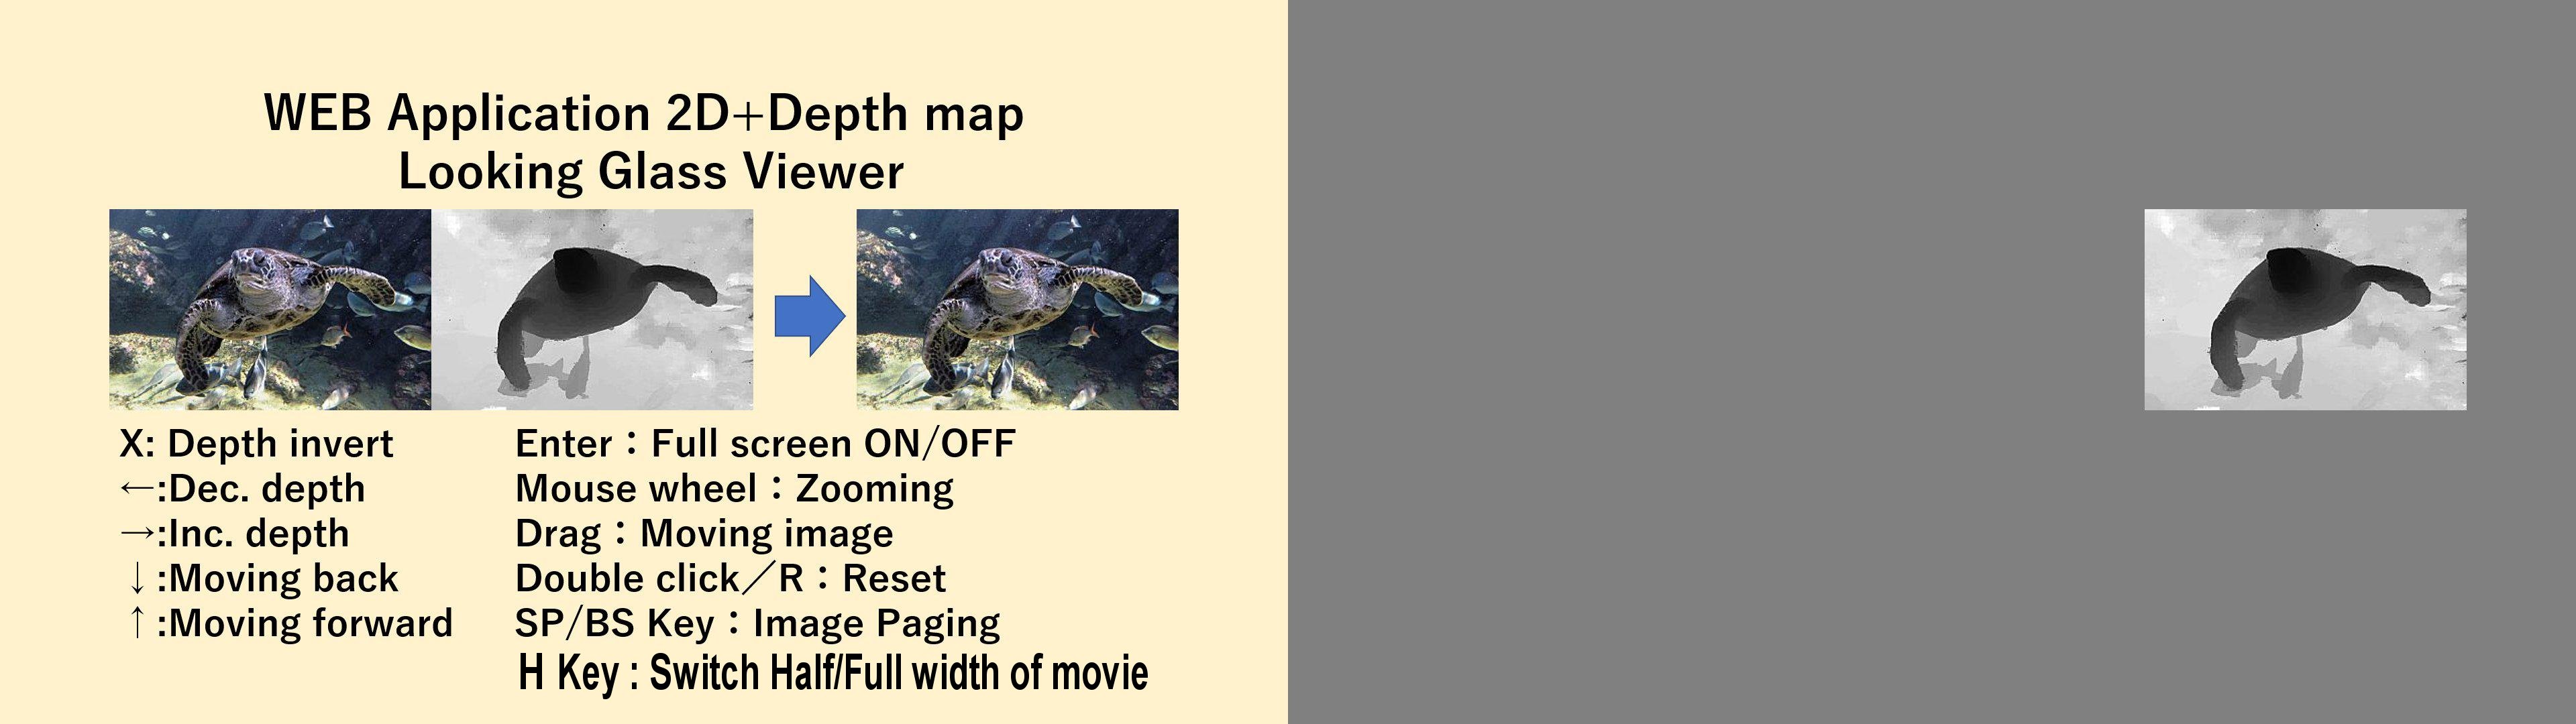 WEB Application 2D+Depth map
Looking Glass Viewer
X: Depth invert
←:Dec. depth
→:Inc. depth
↓:Moving back
↑:Moving forward
Enter：Full screen ON/OFF
Mouse wheel：Zooming
Drag：Moving image
Double click／R：Reset
SP/BS Key：Image Paging
H Key : Switch Half/Full width of movie